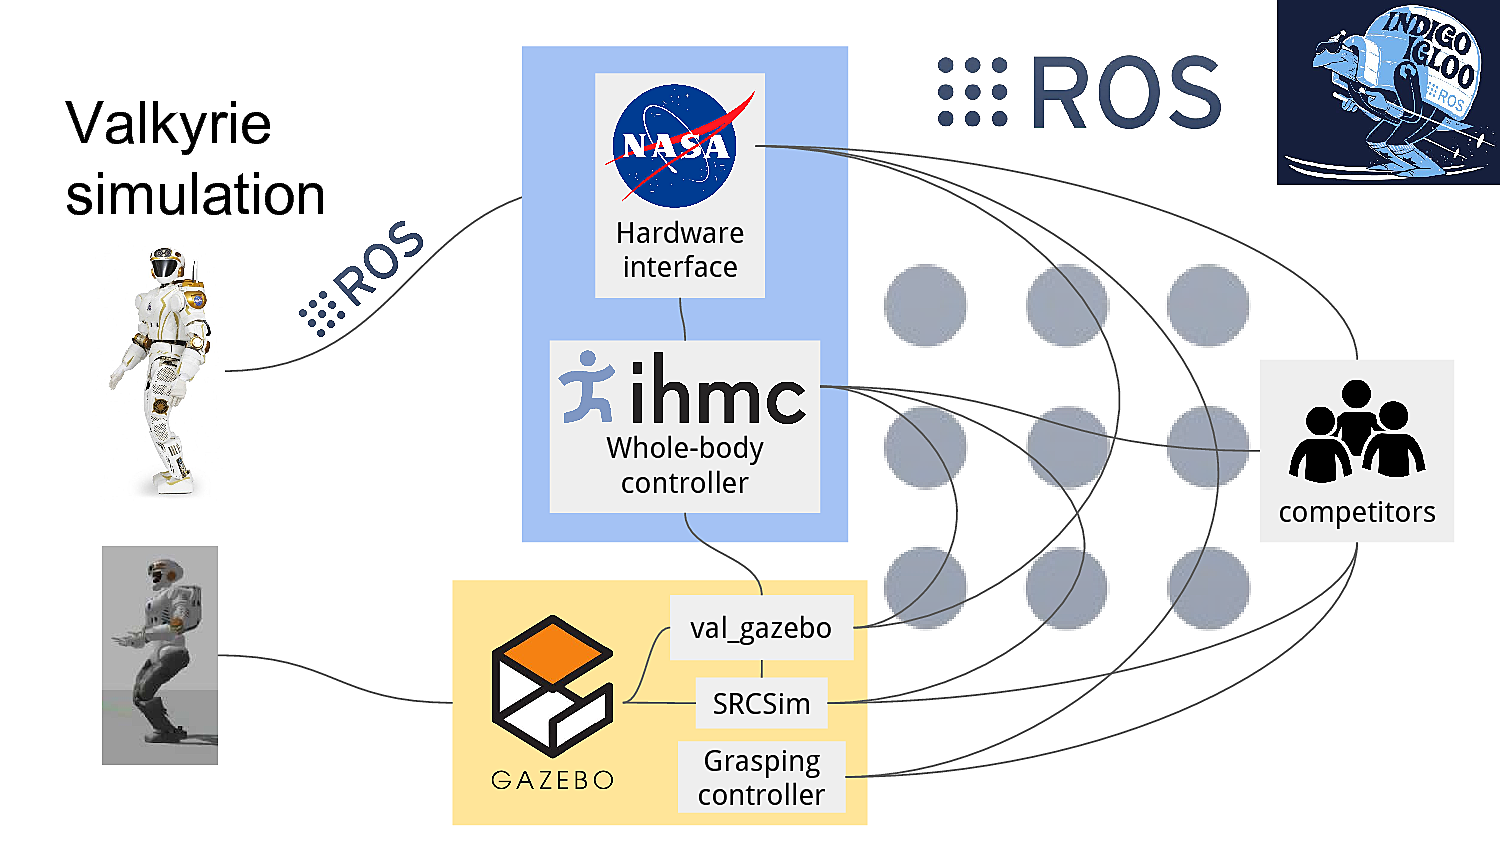 Valkyrie
simulation
ROS
NASA
Hardware
interface
ihmc
Whole-body
controller
ROS
INDIGO
IGLOO
ROS
competitors
GAZEBO
val_gazebo
SRCSim
Grasping
controller